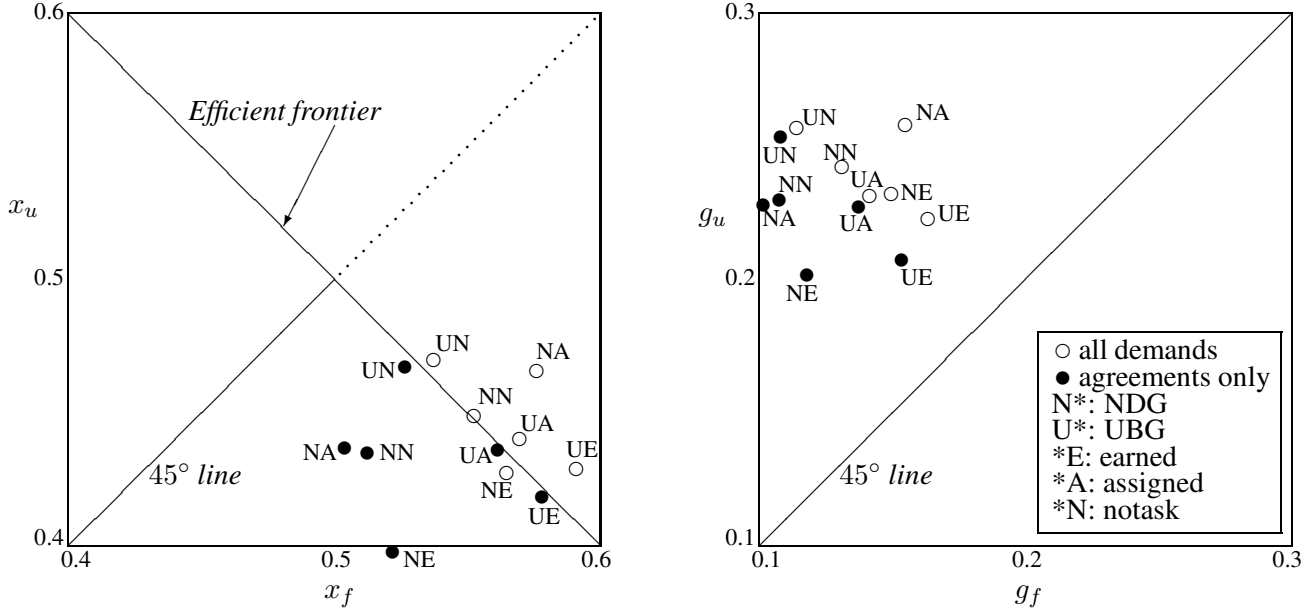 0.6
Efficient frontier
x_u
0.5
UN
NA
UN
NN
UA
NA
NN
UA
UE
NE
45° line
UE
0.4
NE
0.4
0.5
0.6
x_f
0.3
UN
NA
UN
NN
NN
UA
NE
g_u
NA
UA
UE
0.2
NE
UE
all demands
agreements only
N*: NDG
U*: UBG
*E: earned
*A: assigned
*N: notask
45° line
0.1
0.1
0.2
0.3
g_f